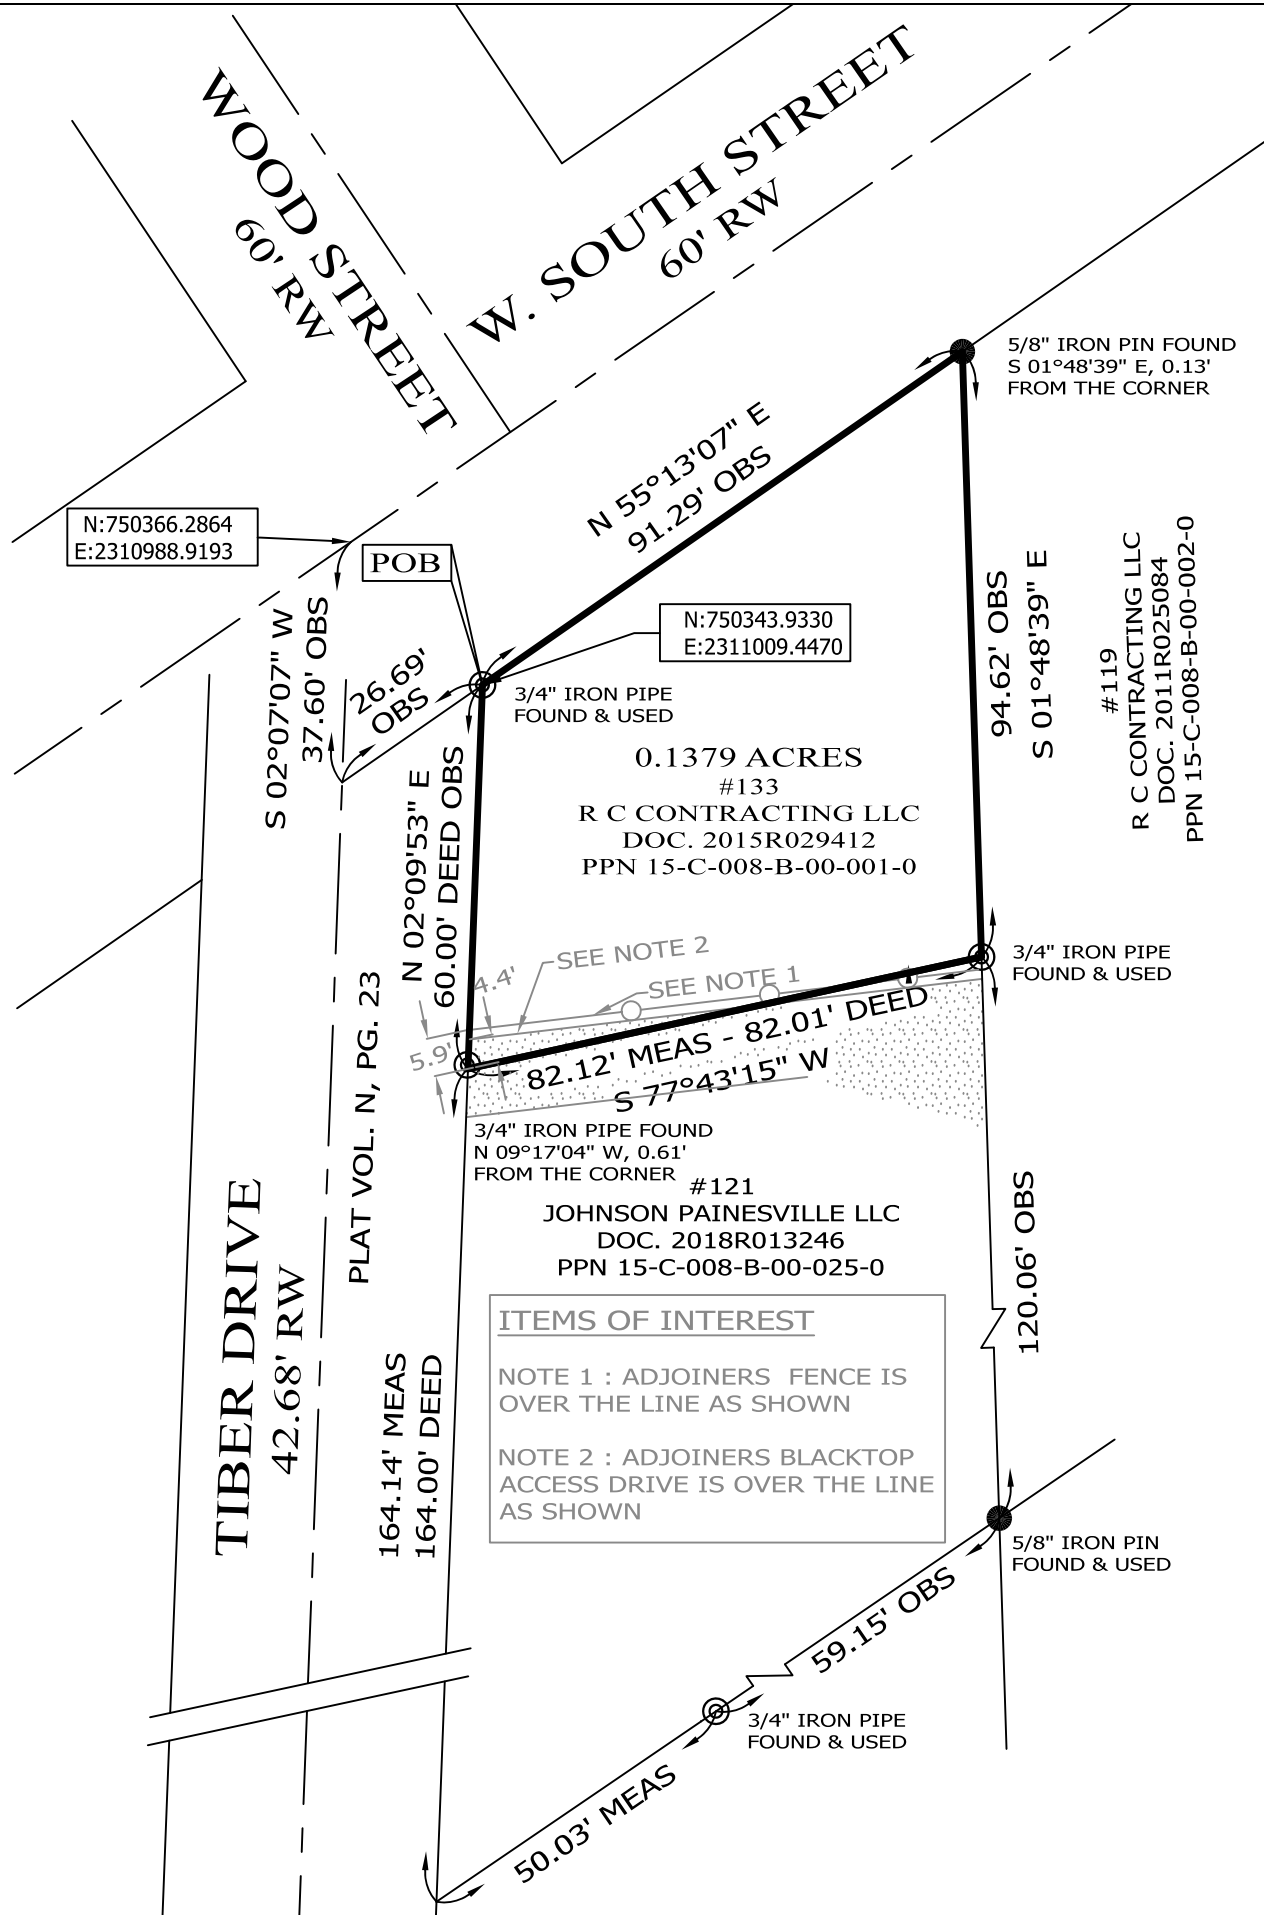 WOOD STREET
60' RW
W. SOUTH STREET
60' RW
5/8" IRON PIN FOUND
S 01°48'39" E, 0.13'
FROM THE CORNER
N 55°13'07" E
91.29' OBS
N:750366.2864
E:2310988.9193
POB
N:750343.9330
E:2311009.4470
S 02°07'07" W
37.60' OBS
26.69'
OBS
3/4" IRON PIPE
FOUND & USED
94.62' OBS
S 01°48'39" E
#119
R C CONTRACTING LLC
DOC. 2011R025084
PPN 15-C-008-B-00-002-0
0.1379 ACRES
#133
R C CONTRACTING LLC
DOC. 2015R029412
PPN 15-C-008-B-00-001-0
N 02°09'53" E
60.00' DEED OBS
SEE NOTE 2
4.4'
SEE NOTE 1
5.9'
3/4" IRON PIPE
FOUND & USED
82.12' MEAS - 82.01' DEED
S 77°43'15" W
3/4" IRON PIPE FOUND
N 09°17'04" W, 0.61'
FROM THE CORNER
#121
JOHNSON PAINESVILLE LLC
DOC. 2018R013246
PPN 15-C-008-B-00-025-0
PLAT VOL. N, PG. 23
TIBER DRIVE
42.68' RW
120.06' OBS
ITEMS OF INTEREST
NOTE 1 : ADJOINERS FENCE IS
OVER THE LINE AS SHOWN
NOTE 2 : ADJOINERS BLACKTOP
ACCESS DRIVE IS OVER THE LINE
AS SHOWN
164.14' MEAS
164.00' DEED
5/8" IRON PIN
FOUND & USED
59.15' OBS
3/4" IRON PIPE
FOUND & USED
50.03' MEAS